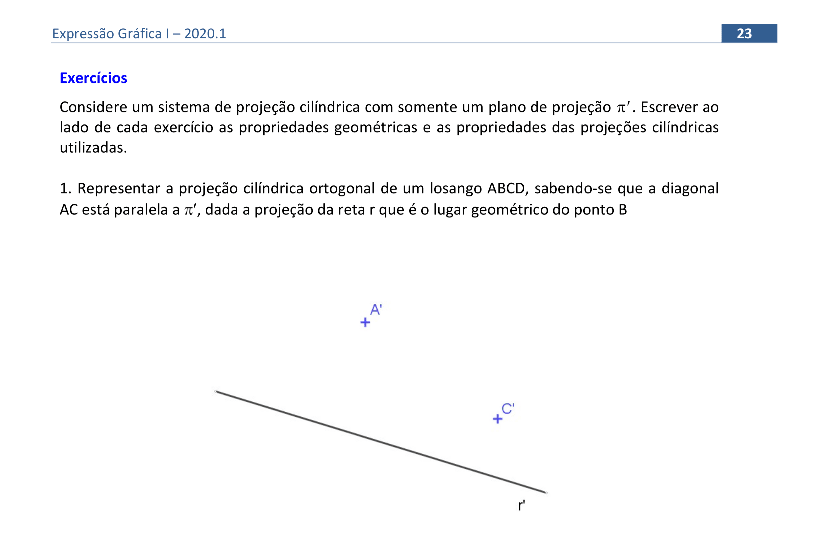 Expressão Gráfica I – 2020.1
23
Exercícios
Considere um sistema de projeção cilíndrica com somente um plano de projeção π'. Escrever ao
lado de cada exercício as propriedades geométricas e as propriedades das projeções cilíndricas
utilizadas.
1. Representar a projeção cilíndrica ortogonal de um losango ABCD, sabendo-se que a diagonal
AC está paralela a π', dada a projeção da reta r que é o lugar geométrico do ponto B
A'
C'
r'